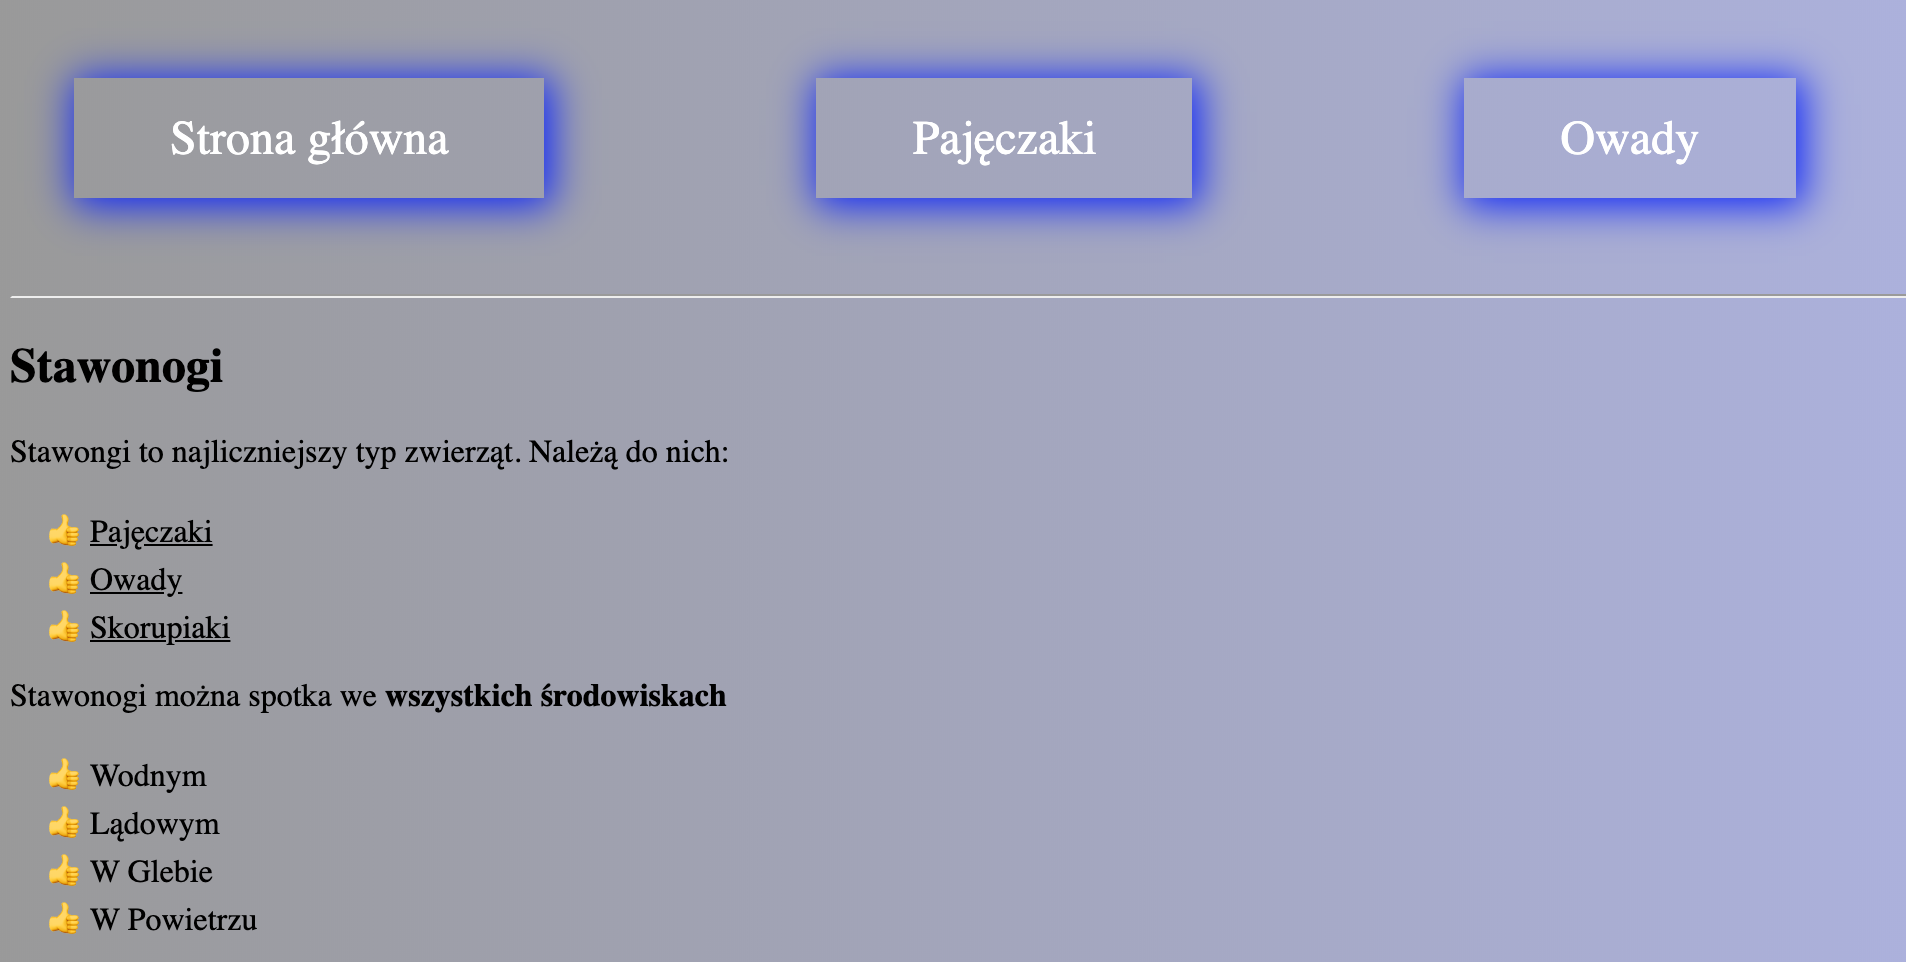 Strona główna
Pajęczaki
Owady
Stawonogi
Stawongi to najliczniejszy typ zwierząt. Należą do nich:
👍 Pajęczaki
👍 Owady
👍 Skorupiaki
Stawonogi można spotka we wszystkich środowiskach
👍 Wodnym
👍 Lądowym
👍 W Glebie
👍 W Powietrzu